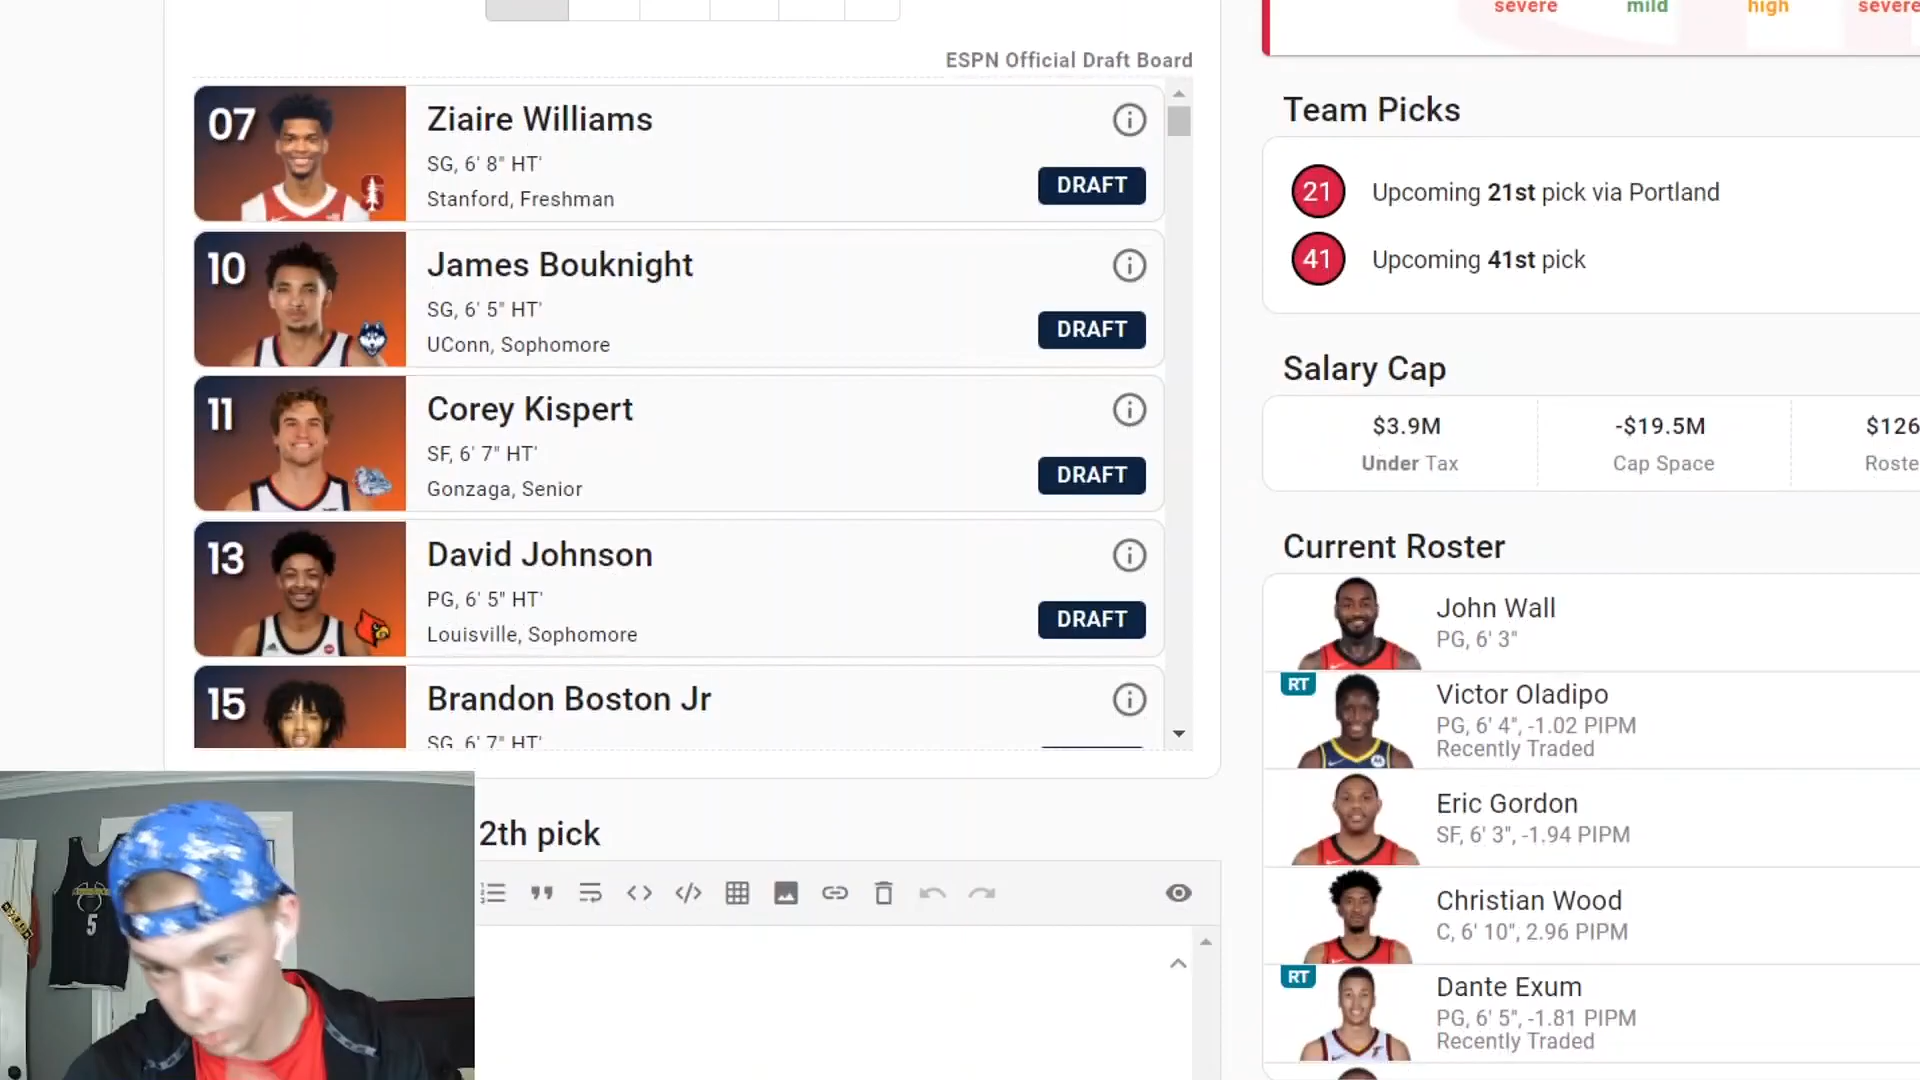 severe
mild
high
severe
ESPN Official Draft Board
07
Ziaire Williams
SG, 6' 8" HT'
Stanford, Freshman
DRAFT
10
James Bouknight
SG, 6' 5" HT'
UConn, Sophomore
DRAFT
11
Corey Kispert
SF, 6' 7" HT'
Gonzaga, Senior
DRAFT
13
David Johnson
PG, 6' 5" HT'
Louisville, Sophomore
DRAFT
15
Brandon Boston Jr
SG, 6' 7" HT'
2th pick
Team Picks
21
Upcoming 21st pick via Portland
41
Upcoming 41st pick
Salary Cap
$3.9M
Under Tax
-$19.5M
Cap Space
$126
Roste
Current Roster
John Wall
PG, 6' 3"
RT
Victor Oladipo
PG, 6' 4", -1.02 PIPM
Recently Traded
Eric Gordon
SF, 6' 3", -1.94 PIPM
Christian Wood
C, 6' 10", 2.96 PIPM
RT
Dante Exum
PG, 6' 5", -1.81 PIPM
Recently Traded
5